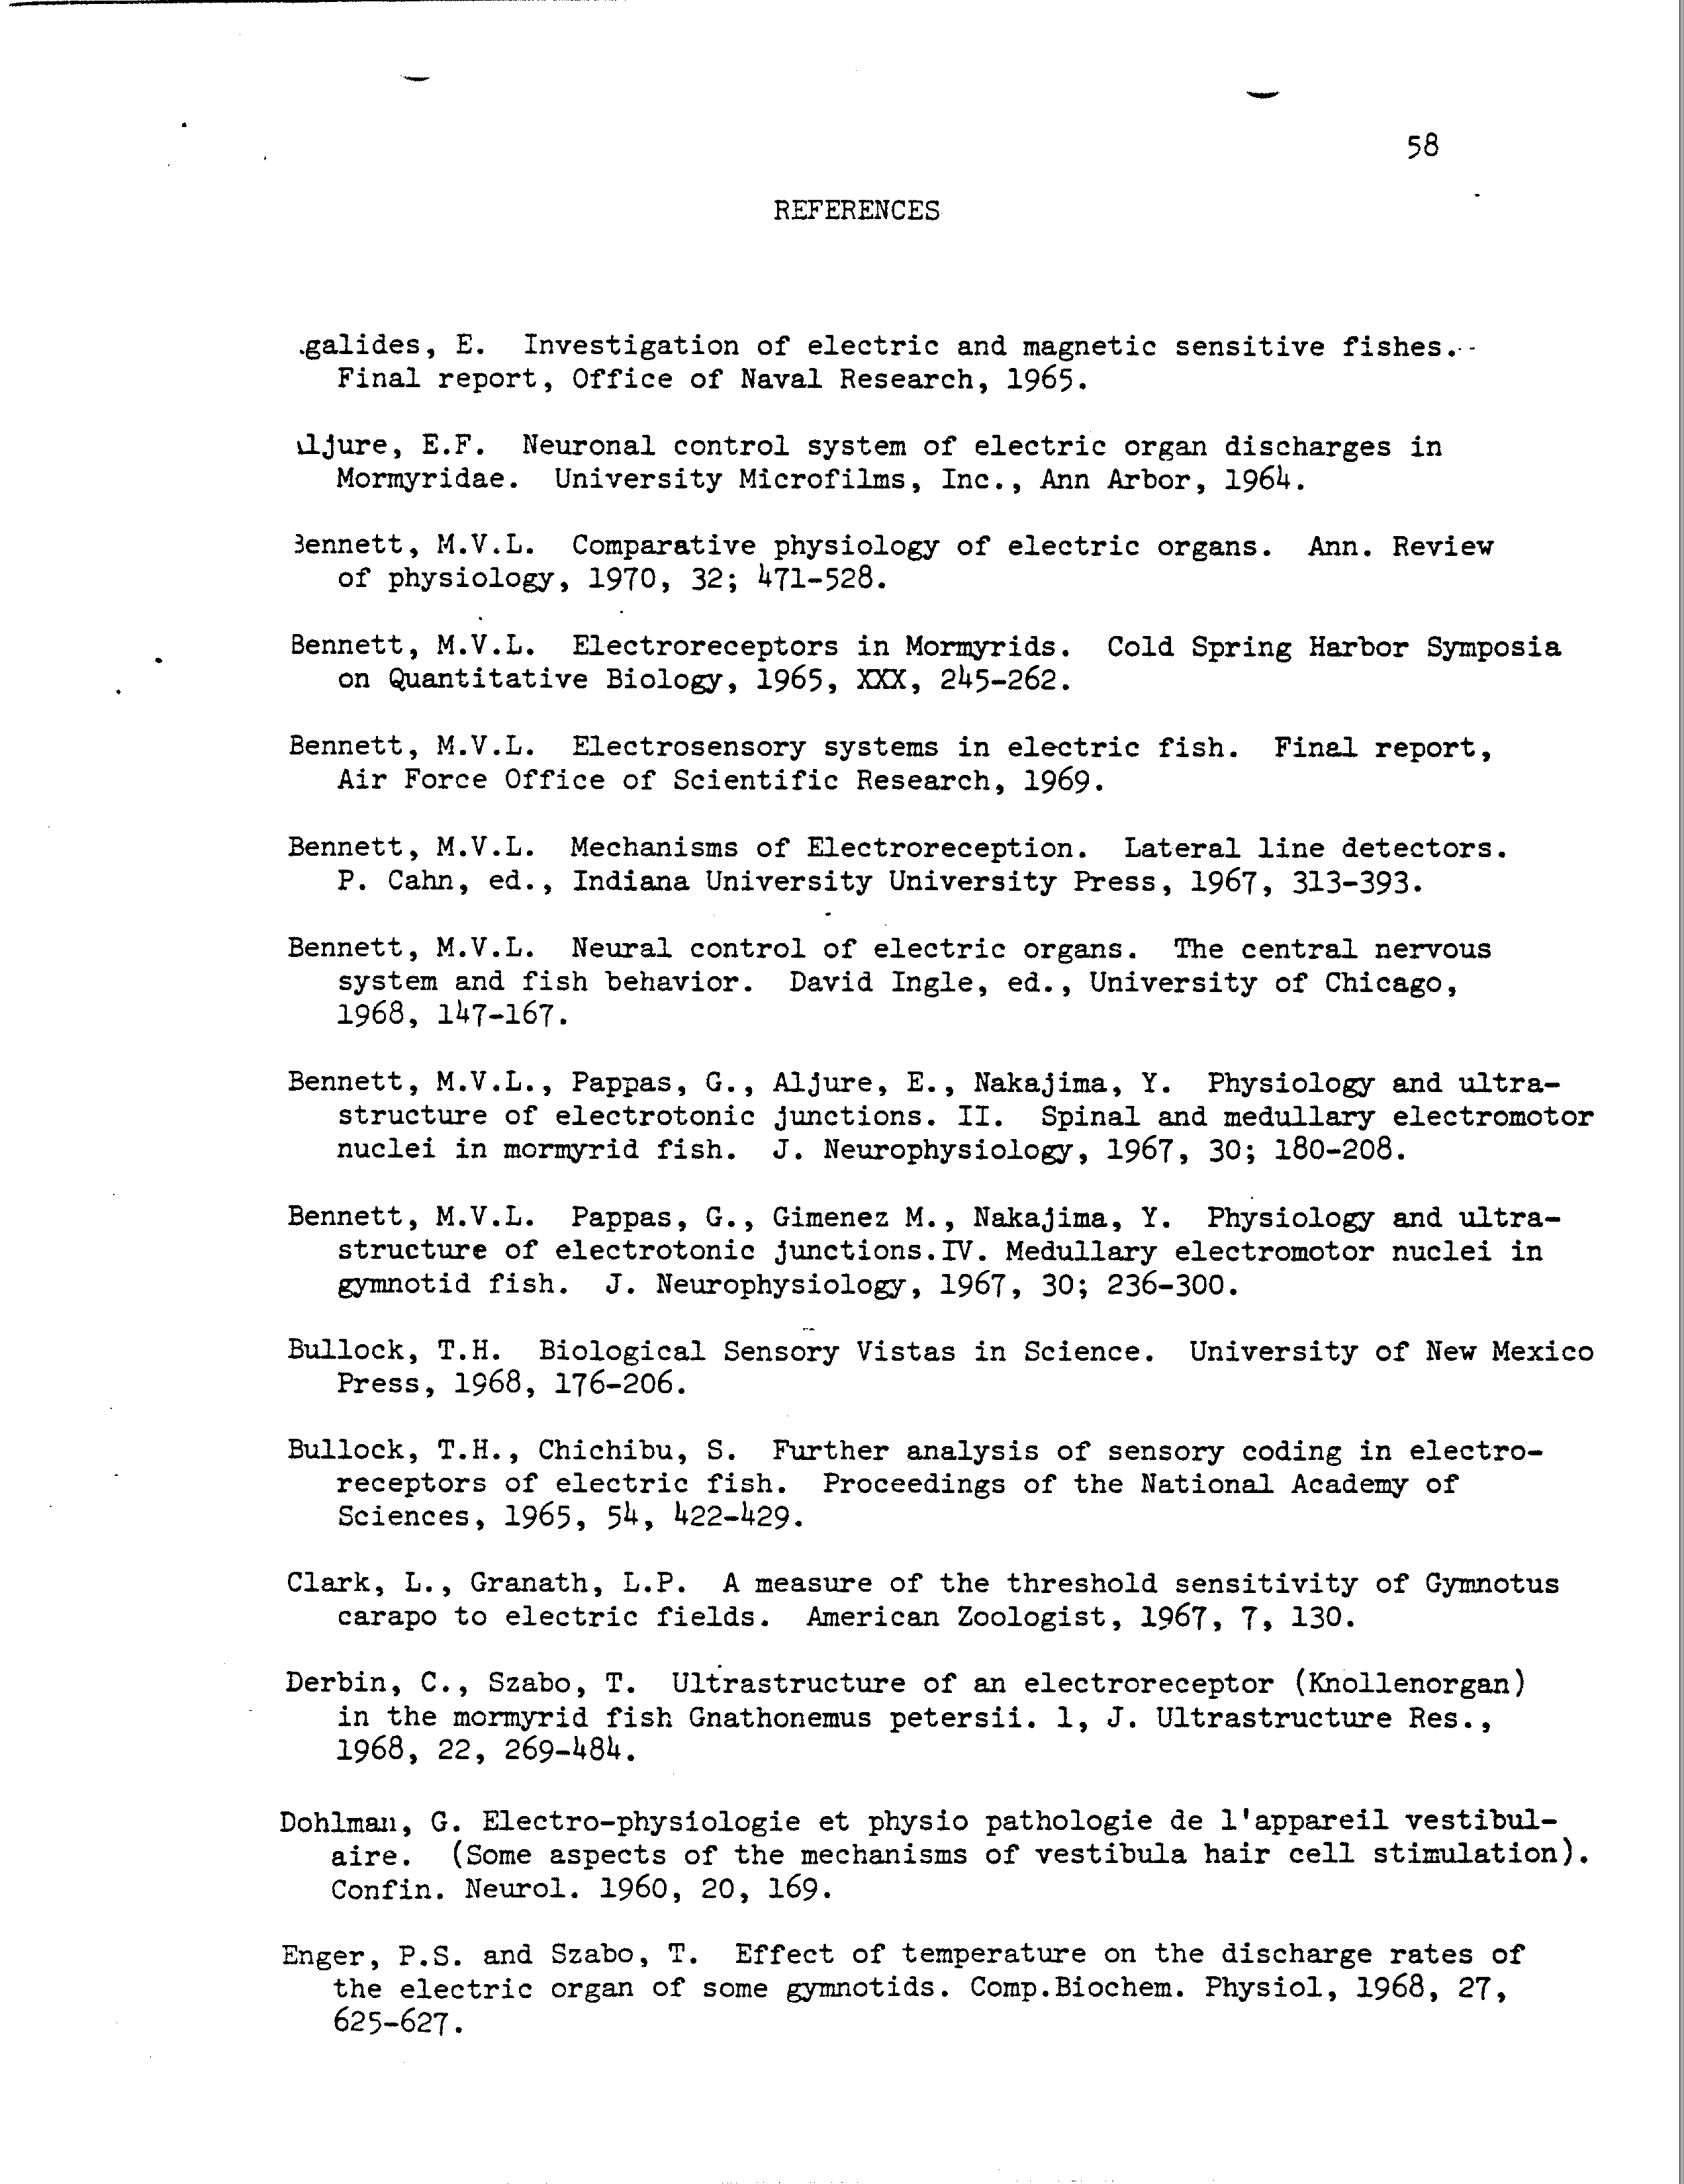 58
REFERENCES
galides, E. Investigation of electric and magnetic sensitive fishes.
Final report, Office of Naval Research, 1965.
ljure, E.F. Neuronal control system of electric organ discharges in
Mormyridae. University Microfilms, Inc., Ann Arbor, 1964.
Bennett, M.V.L. Comparative physiology of electric organs. Ann. Review
of physiology, 1970, 32; 471-528.
Bennett, M.V.L. Electroreceptors in Mormyrids. Cold Spring Harbor Symposia
on Quantitative Biology, 1965, XXX, 245-262.
Bennett, M.V.L. Electrosensory systems in electric fish. Final report,
Air Force Office of Scientific Research, 1969.
Bennett, M.V.L. Mechanisms of Electroreception. Lateral line detectors.
P. Cahn, ed., Indiana University University Press, 1967, 313-393.
Bennett, M.V.L. Neural control of electric organs. The central nervous
system and fish behavior. David Ingle, ed., University of Chicago,
1968, 147-167.
Bennett, M.V.L., Pappas, G., Aljure, E., Nakajima, Y. Physiology and ultra-
structure of electrotonic junctions. II. Spinal and medullary electromotor
nuclei in mormyrid fish. J. Neurophysiology, 1967, 30; 180-208.
Bennett, M.V.L. Pappas, G., Gimenez M., Nakajima, Y. Physiology and ultra-
structure of electrotonic junctions.IV. Medullary electromotor nuclei in
gymnotid fish. J. Neurophysiology, 1967, 30; 236-300.
Bullock, T.H. Biological Sensory Vistas in Science. University of New Mexico
Press, 1968, 176-206.
Bullock, T.H., Chichibu, S. Further analysis of sensory coding in electro-
receptors of electric fish. Proceedings of the National Academy of
Sciences, 1965, 54, 422-429.
Clark, L., Granath, L.P. A measure of the threshold sensitivity of Gymnotus
carapo to electric fields. American Zoologist, 1967, 7, 130.
Derbin, C., Szabo, T. Ultrastructure of an electroreceptor (Knollenorgan)
in the mormyrid fish Gnathonemus petersii. 1, J. Ultrastructure Res.,
1968, 22, 269-484.
Dohlman, G. Electro-physiologie et physio pathologie de l'appareil vestibul-
aire. (Some aspects of the mechanisms of vestibula hair cell stimulation).
Confin. Neurol. 1960, 20, 169.
Enger, P.S. and Szabo, T. Effect of temperature on the discharge rates of
the electric organ of some gymnotids. Comp.Biochem. Physiol, 1968, 27,
625-627.